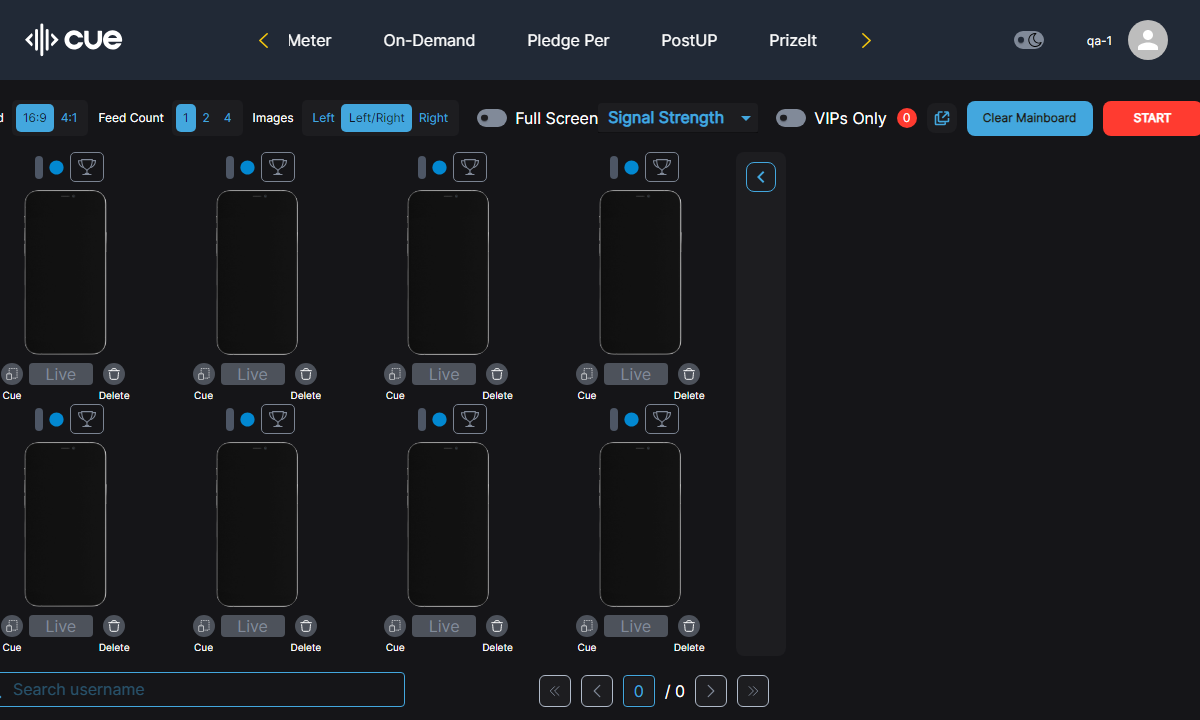 cue Meter On-Demand Pledge Per PostUP PrizeIt qa-1
d 16:9 4:1 Feed Count 1 2 4 Images Left Left/Right Right Full Screen Signal Strength VIPs Only 0 Clear Mainboard START
Live Live Live Live
Cue Delete Cue Delete Cue Delete Cue Delete
Live Live Live Live
Cue Delete Cue Delete Cue Delete Cue Delete
Search username 0 / 0